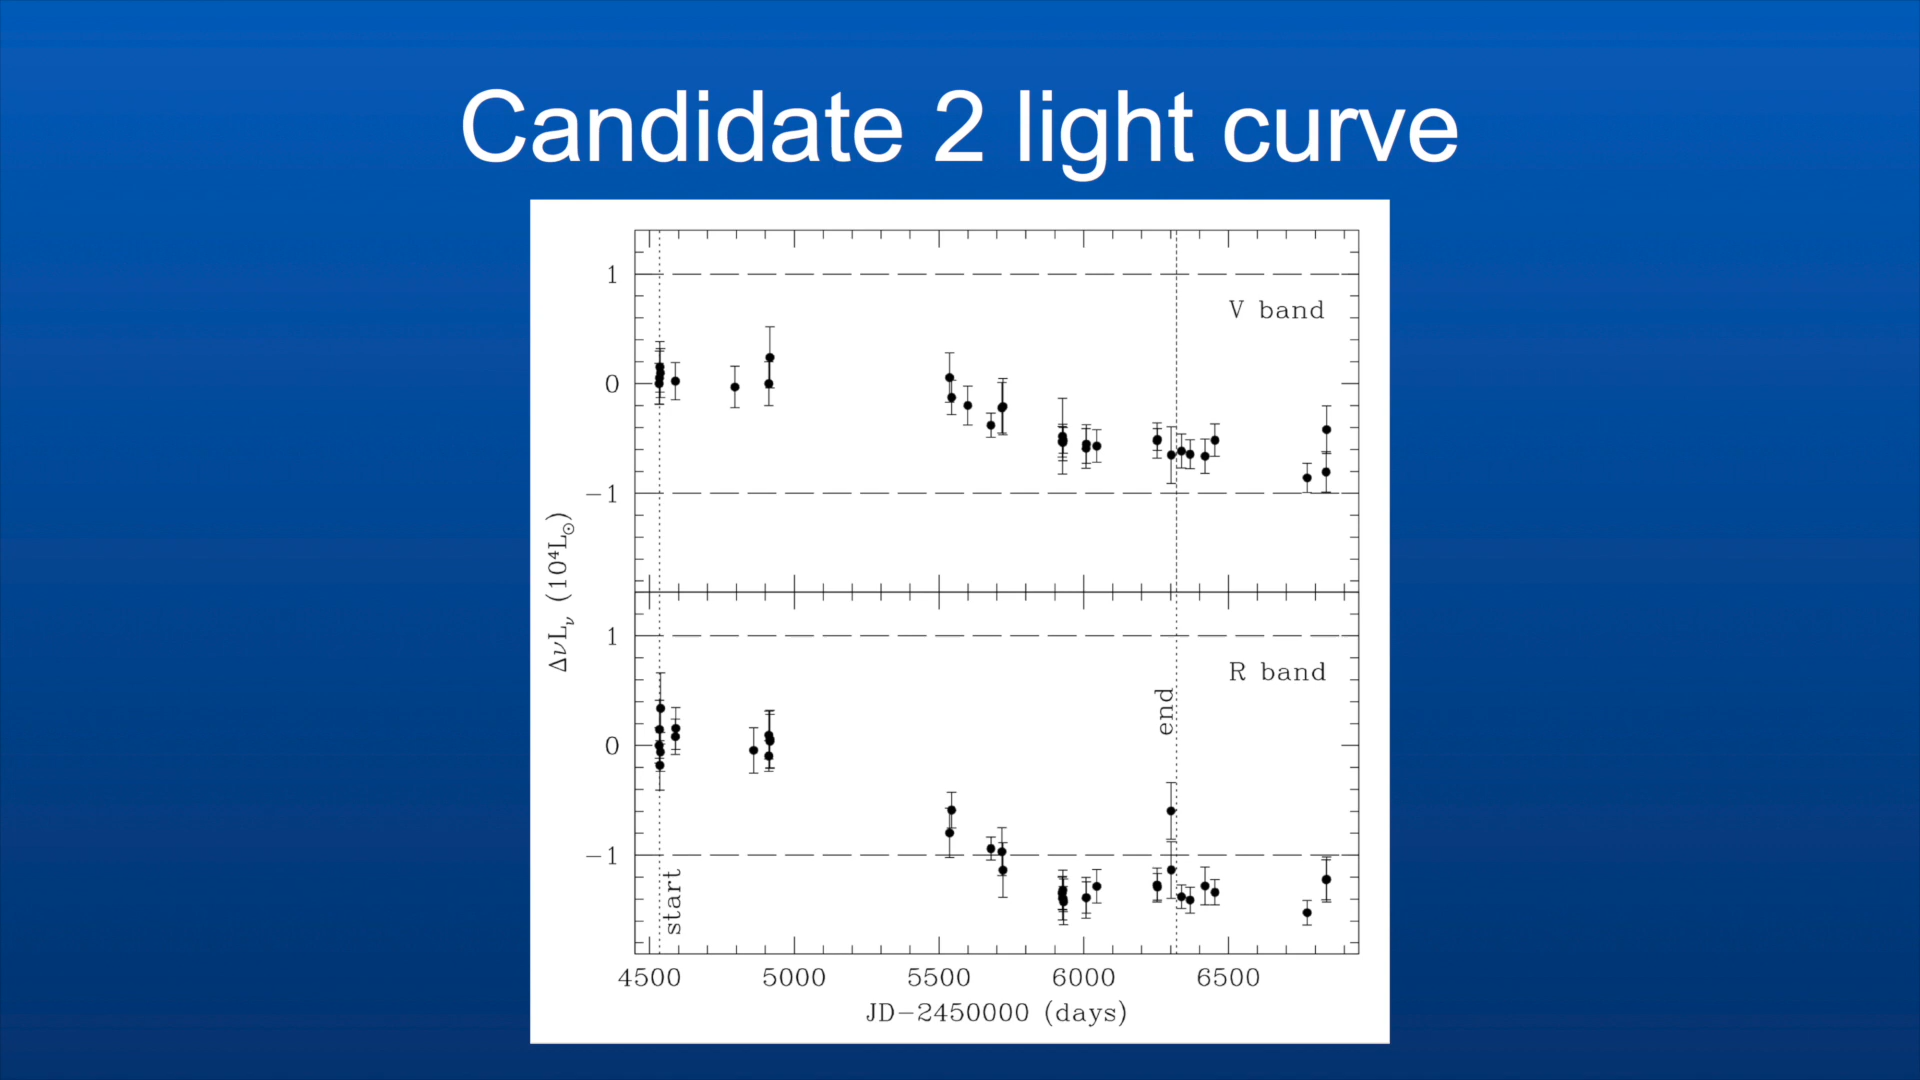 Candidate 2 light curve
1
V band
0
−1
ΔνLν (10⁴L⊙)
1
R band
end
0
−1
start
4500 5000 5500 6000 6500
JD−2450000 (days)